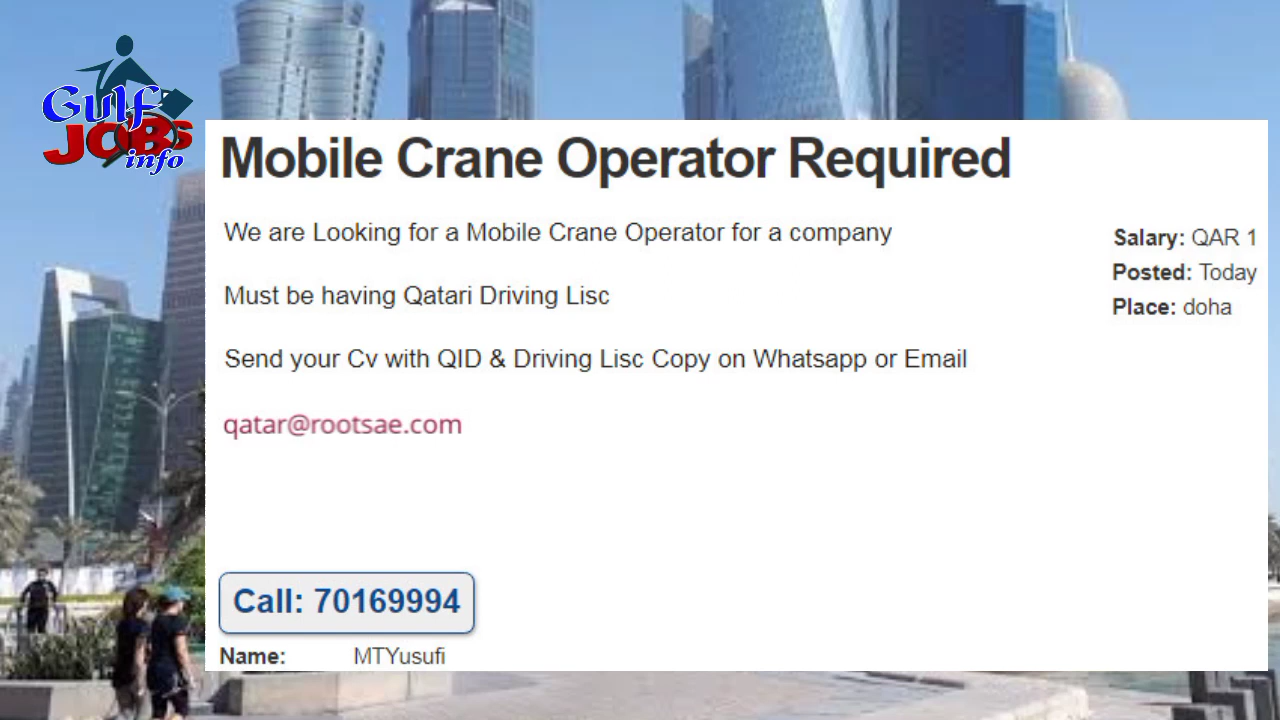 Gulf
JOBS
info
Mobile Crane Operator Required
We are Looking for a Mobile Crane Operator for a company
Salary: QAR 1
Posted: Today
Place: doha
Must be having Qatari Driving Lisc
Send your Cv with QID & Driving Lisc Copy on Whatsapp or Email
qatar@rootsae.com
Call: 70169994
Name: MTYusufi